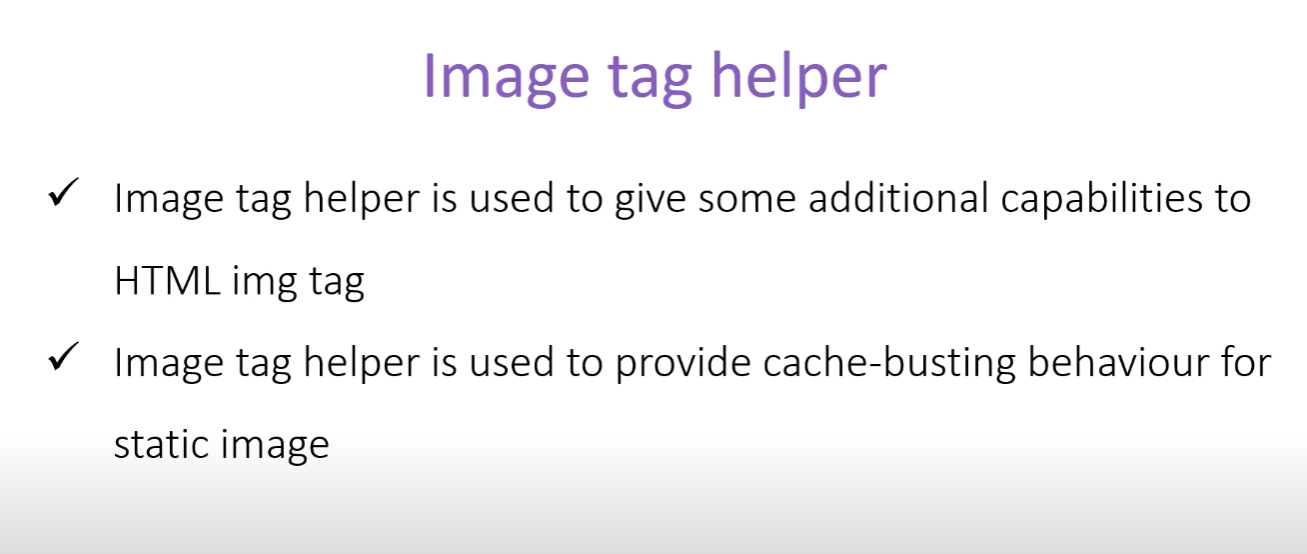 Image tag helper
✓ Image tag helper is used to give some additional capabilities to
HTML img tag
✓ Image tag helper is used to provide cache-busting behaviour for
static image